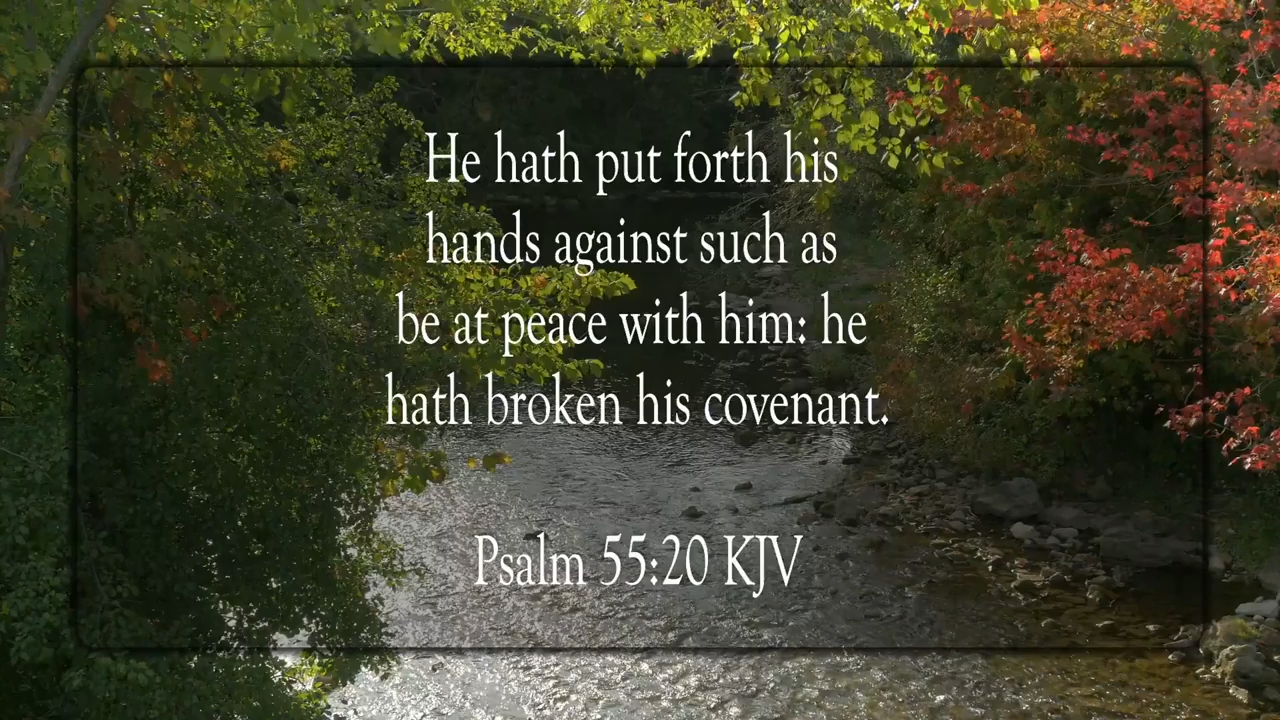 He hath put forth his
hands against such as
be at peace with him: he
hath broken his covenant.
Psalm 55:20 KJV